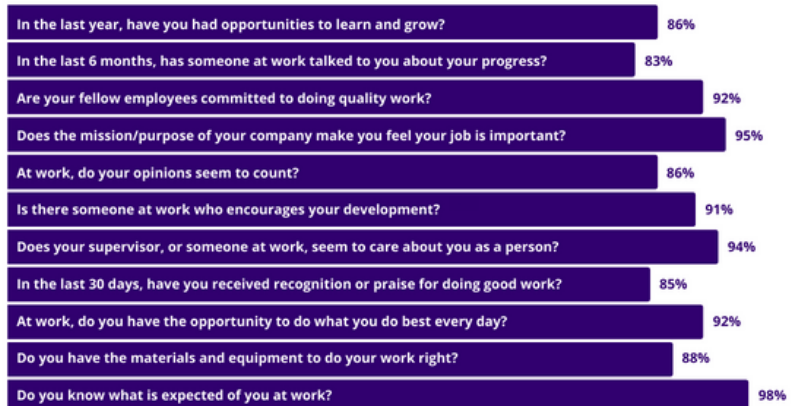 In the last year, have you had opportunities to learn and grow? 86%
In the last 6 months, has someone at work talked to you about your progress? 83%
Are your fellow employees committed to doing quality work? 92%
Does the mission/purpose of your company make you feel your job is important? 95%
At work, do your opinions seem to count? 86%
Is there someone at work who encourages your development? 91%
Does your supervisor, or someone at work, seem to care about you as a person? 94%
In the last 30 days, have you received recognition or praise for doing good work? 85%
At work, do you have the opportunity to do what you do best every day? 92%
Do you have the materials and equipment to do your work right? 88%
Do you know what is expected of you at work? 98%